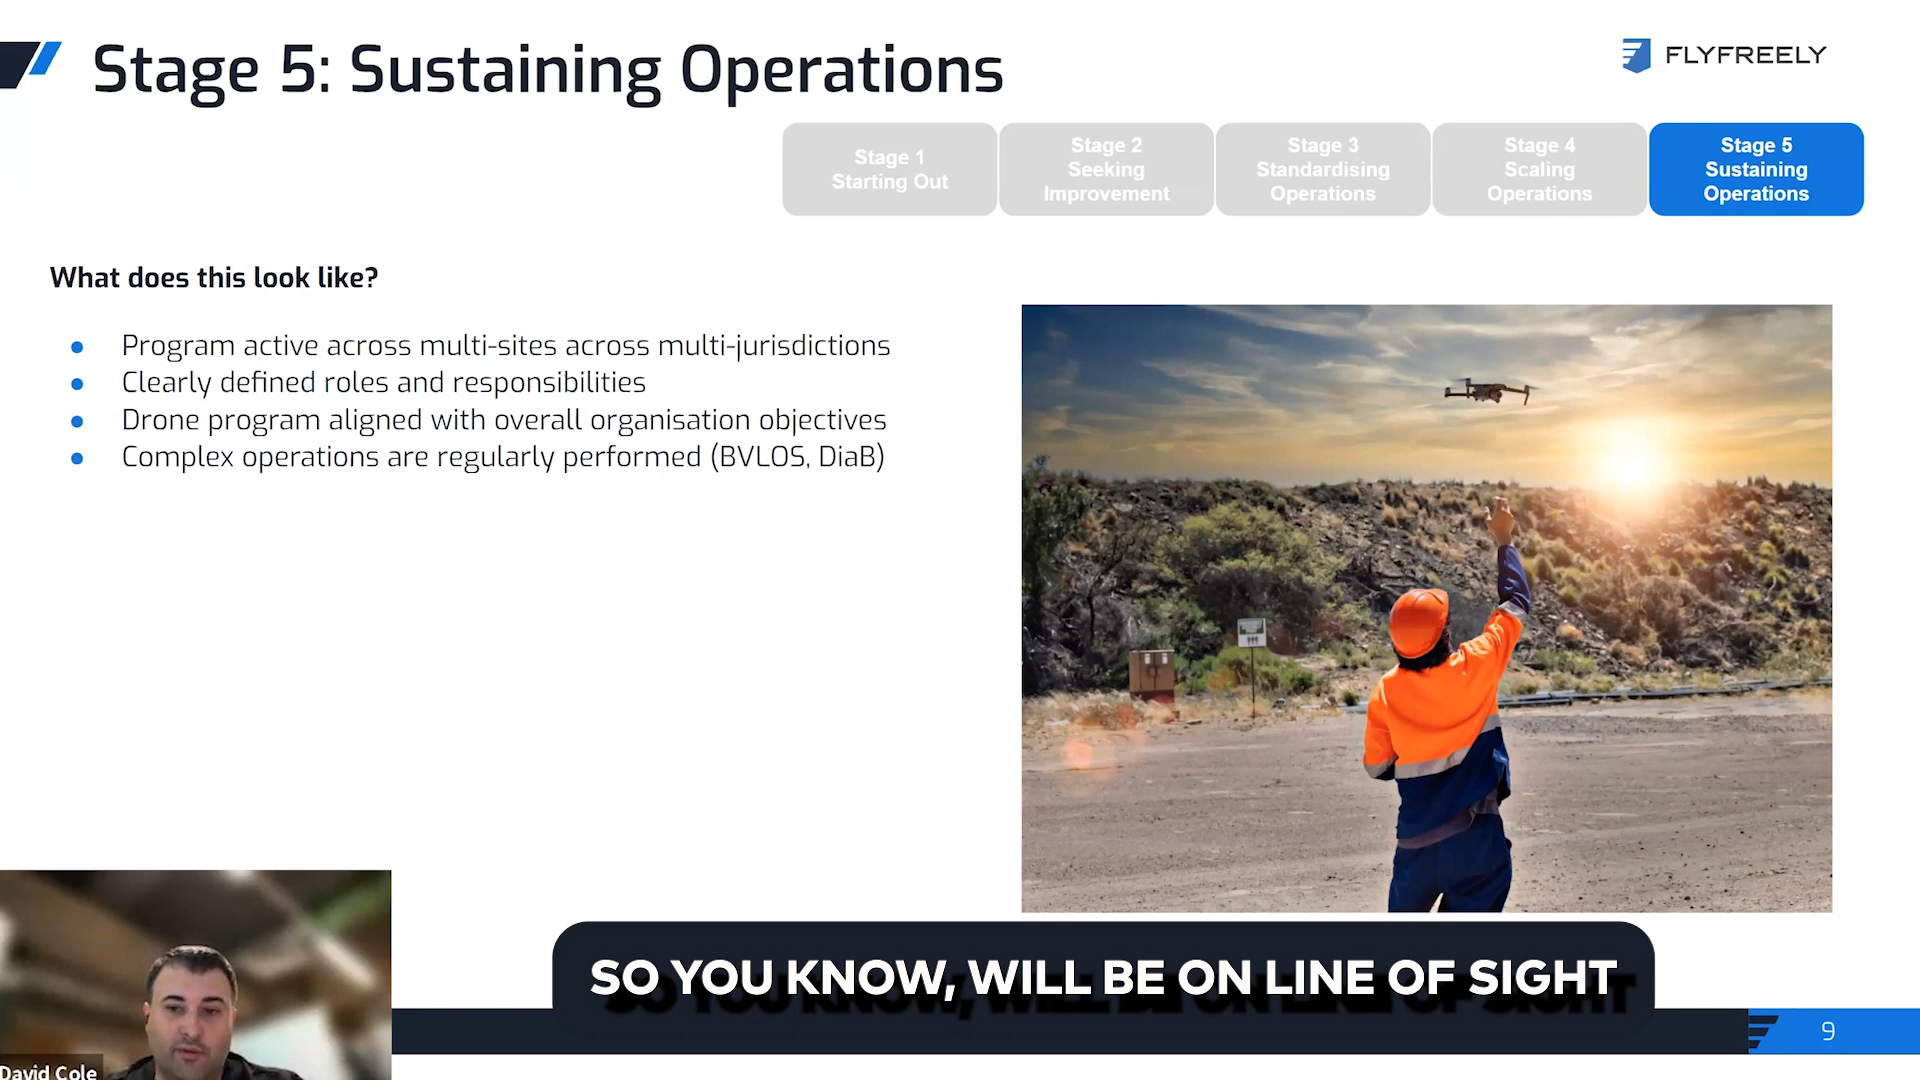 Stage 5: Sustaining Operations
FLYFREELY
Stage 1
Starting Out
Stage 2
Seeking
Improvement
Stage 3
Standardising
Operations
Stage 4
Scaling
Operations
Stage 5
Sustaining
Operations
What does this look like?
● Program active across multi-sites across multi-jurisdictions
● Clearly defined roles and responsibilities
● Drone program aligned with overall organisation objectives
● Complex operations are regularly performed (BVLOS, DiaB)
SO YOU KNOW, WILL BE ON LINE OF SIGHT
David Cole
9